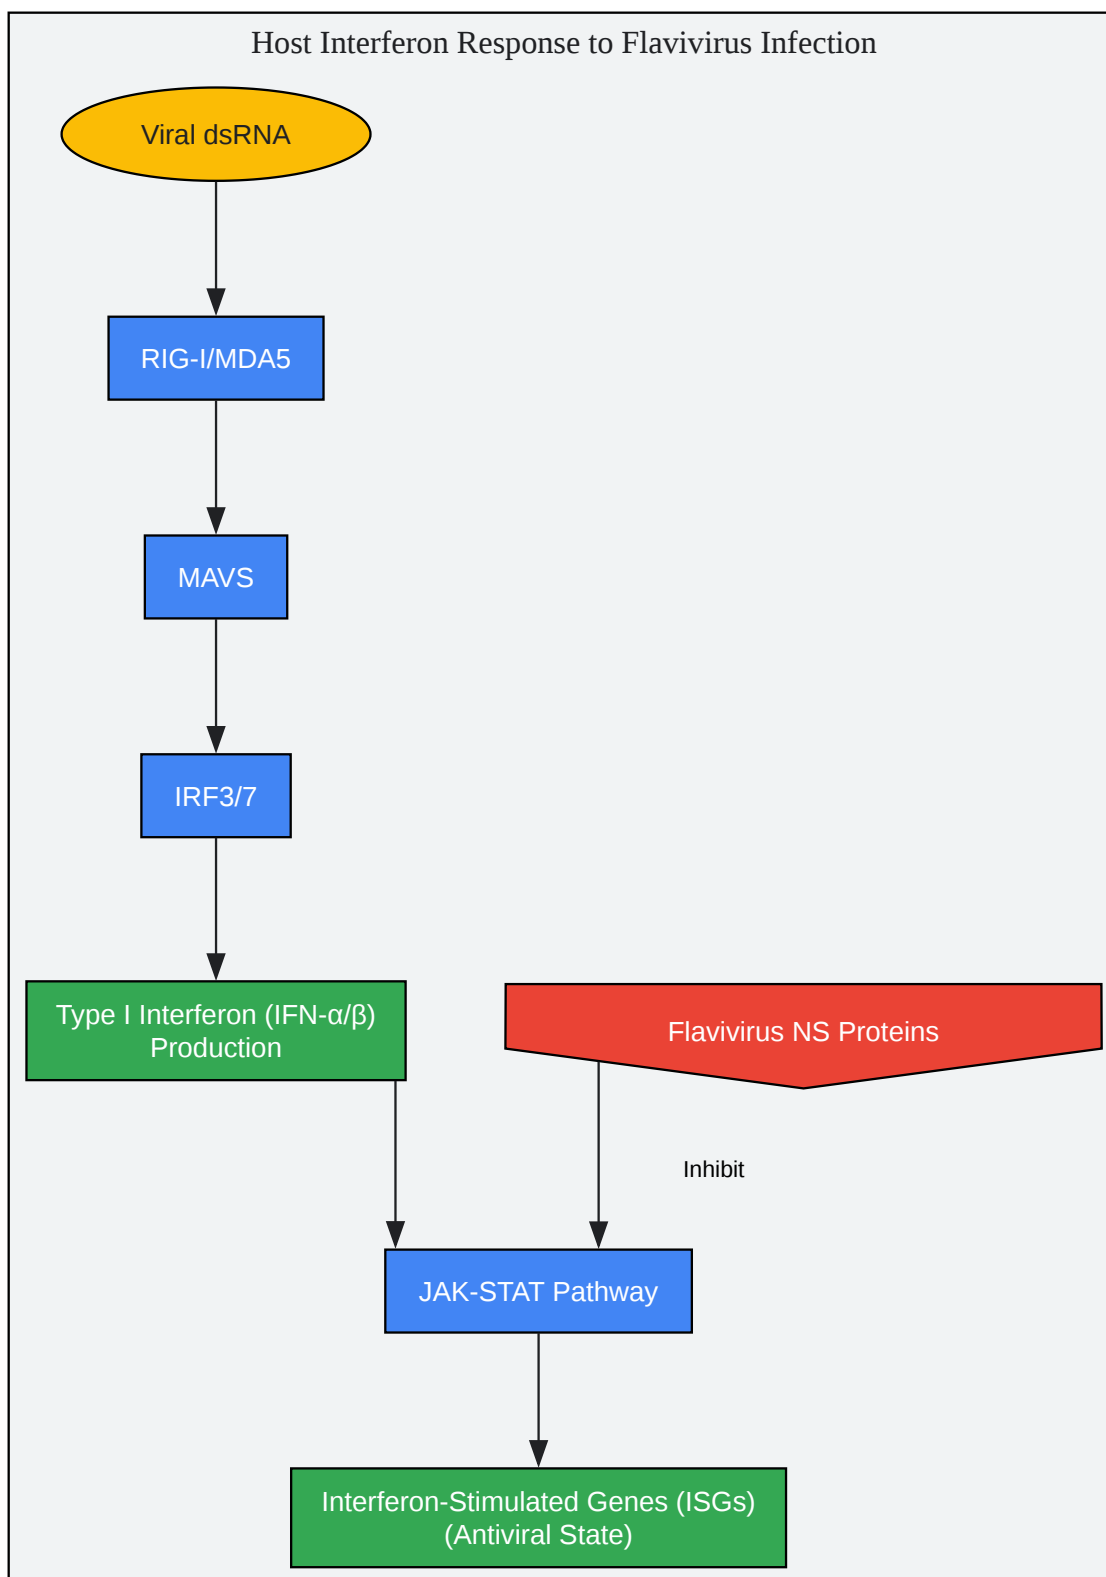 Host Interferon Response to Flavivirus Infection
Viral dsRNA
RIG-I/MDA5
MAVS
IRF3/7
Type I Interferon (IFN-α/β)
Production
Flavivirus NS Proteins
Inhibit
JAK-STAT Pathway
Interferon-Stimulated Genes (ISGs)
(Antiviral State)